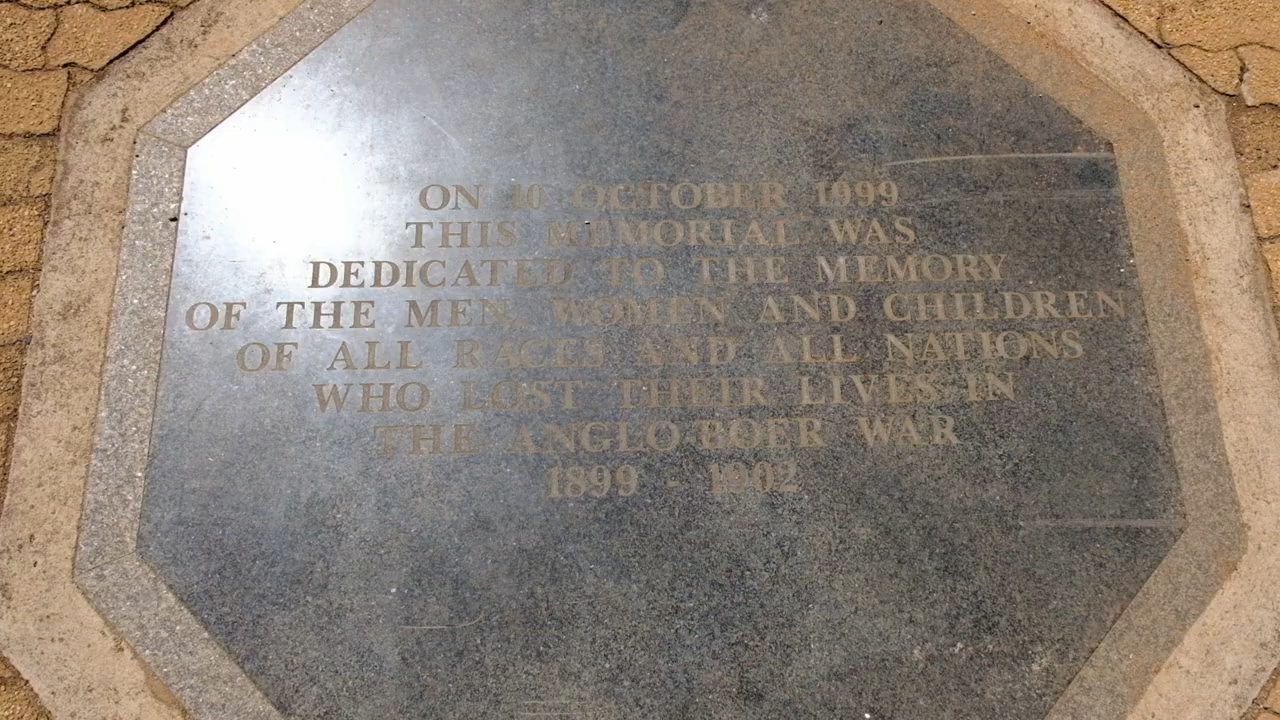 ON 10 OCTOBER 1999
THIS MEMORIAL WAS
DEDICATED TO THE MEMORY
OF THE MEN, WOMEN AND CHILDREN
OF ALL RACES AND ALL NATIONS
WHO LOST THEIR LIVES IN
THE ANGLO-BOER WAR
1899 - 1902